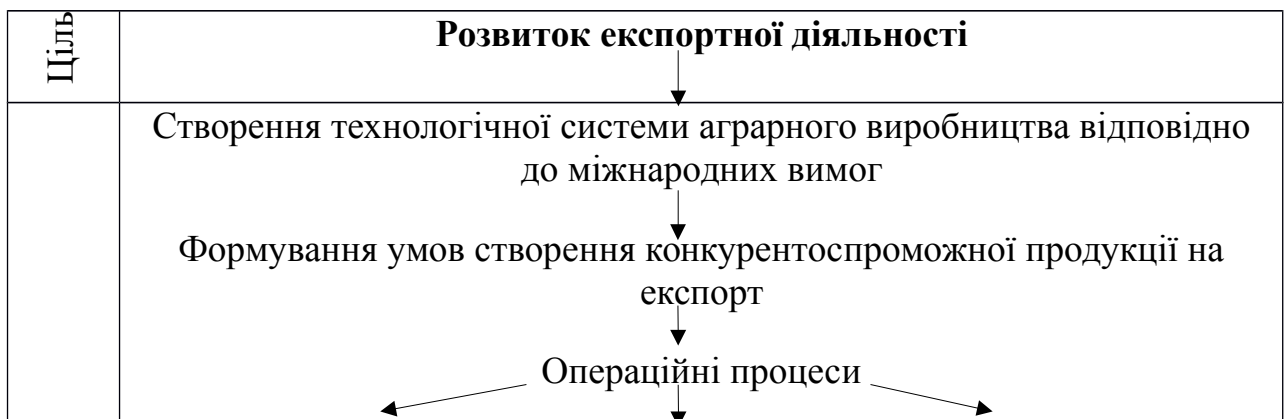 Ціль
Розвиток експортної діяльності
Створення технологічної системи аграрного виробництва відповідно
до міжнародних вимог
Формування умов створення конкурентоспроможної продукції на
експорт
Операційні процеси